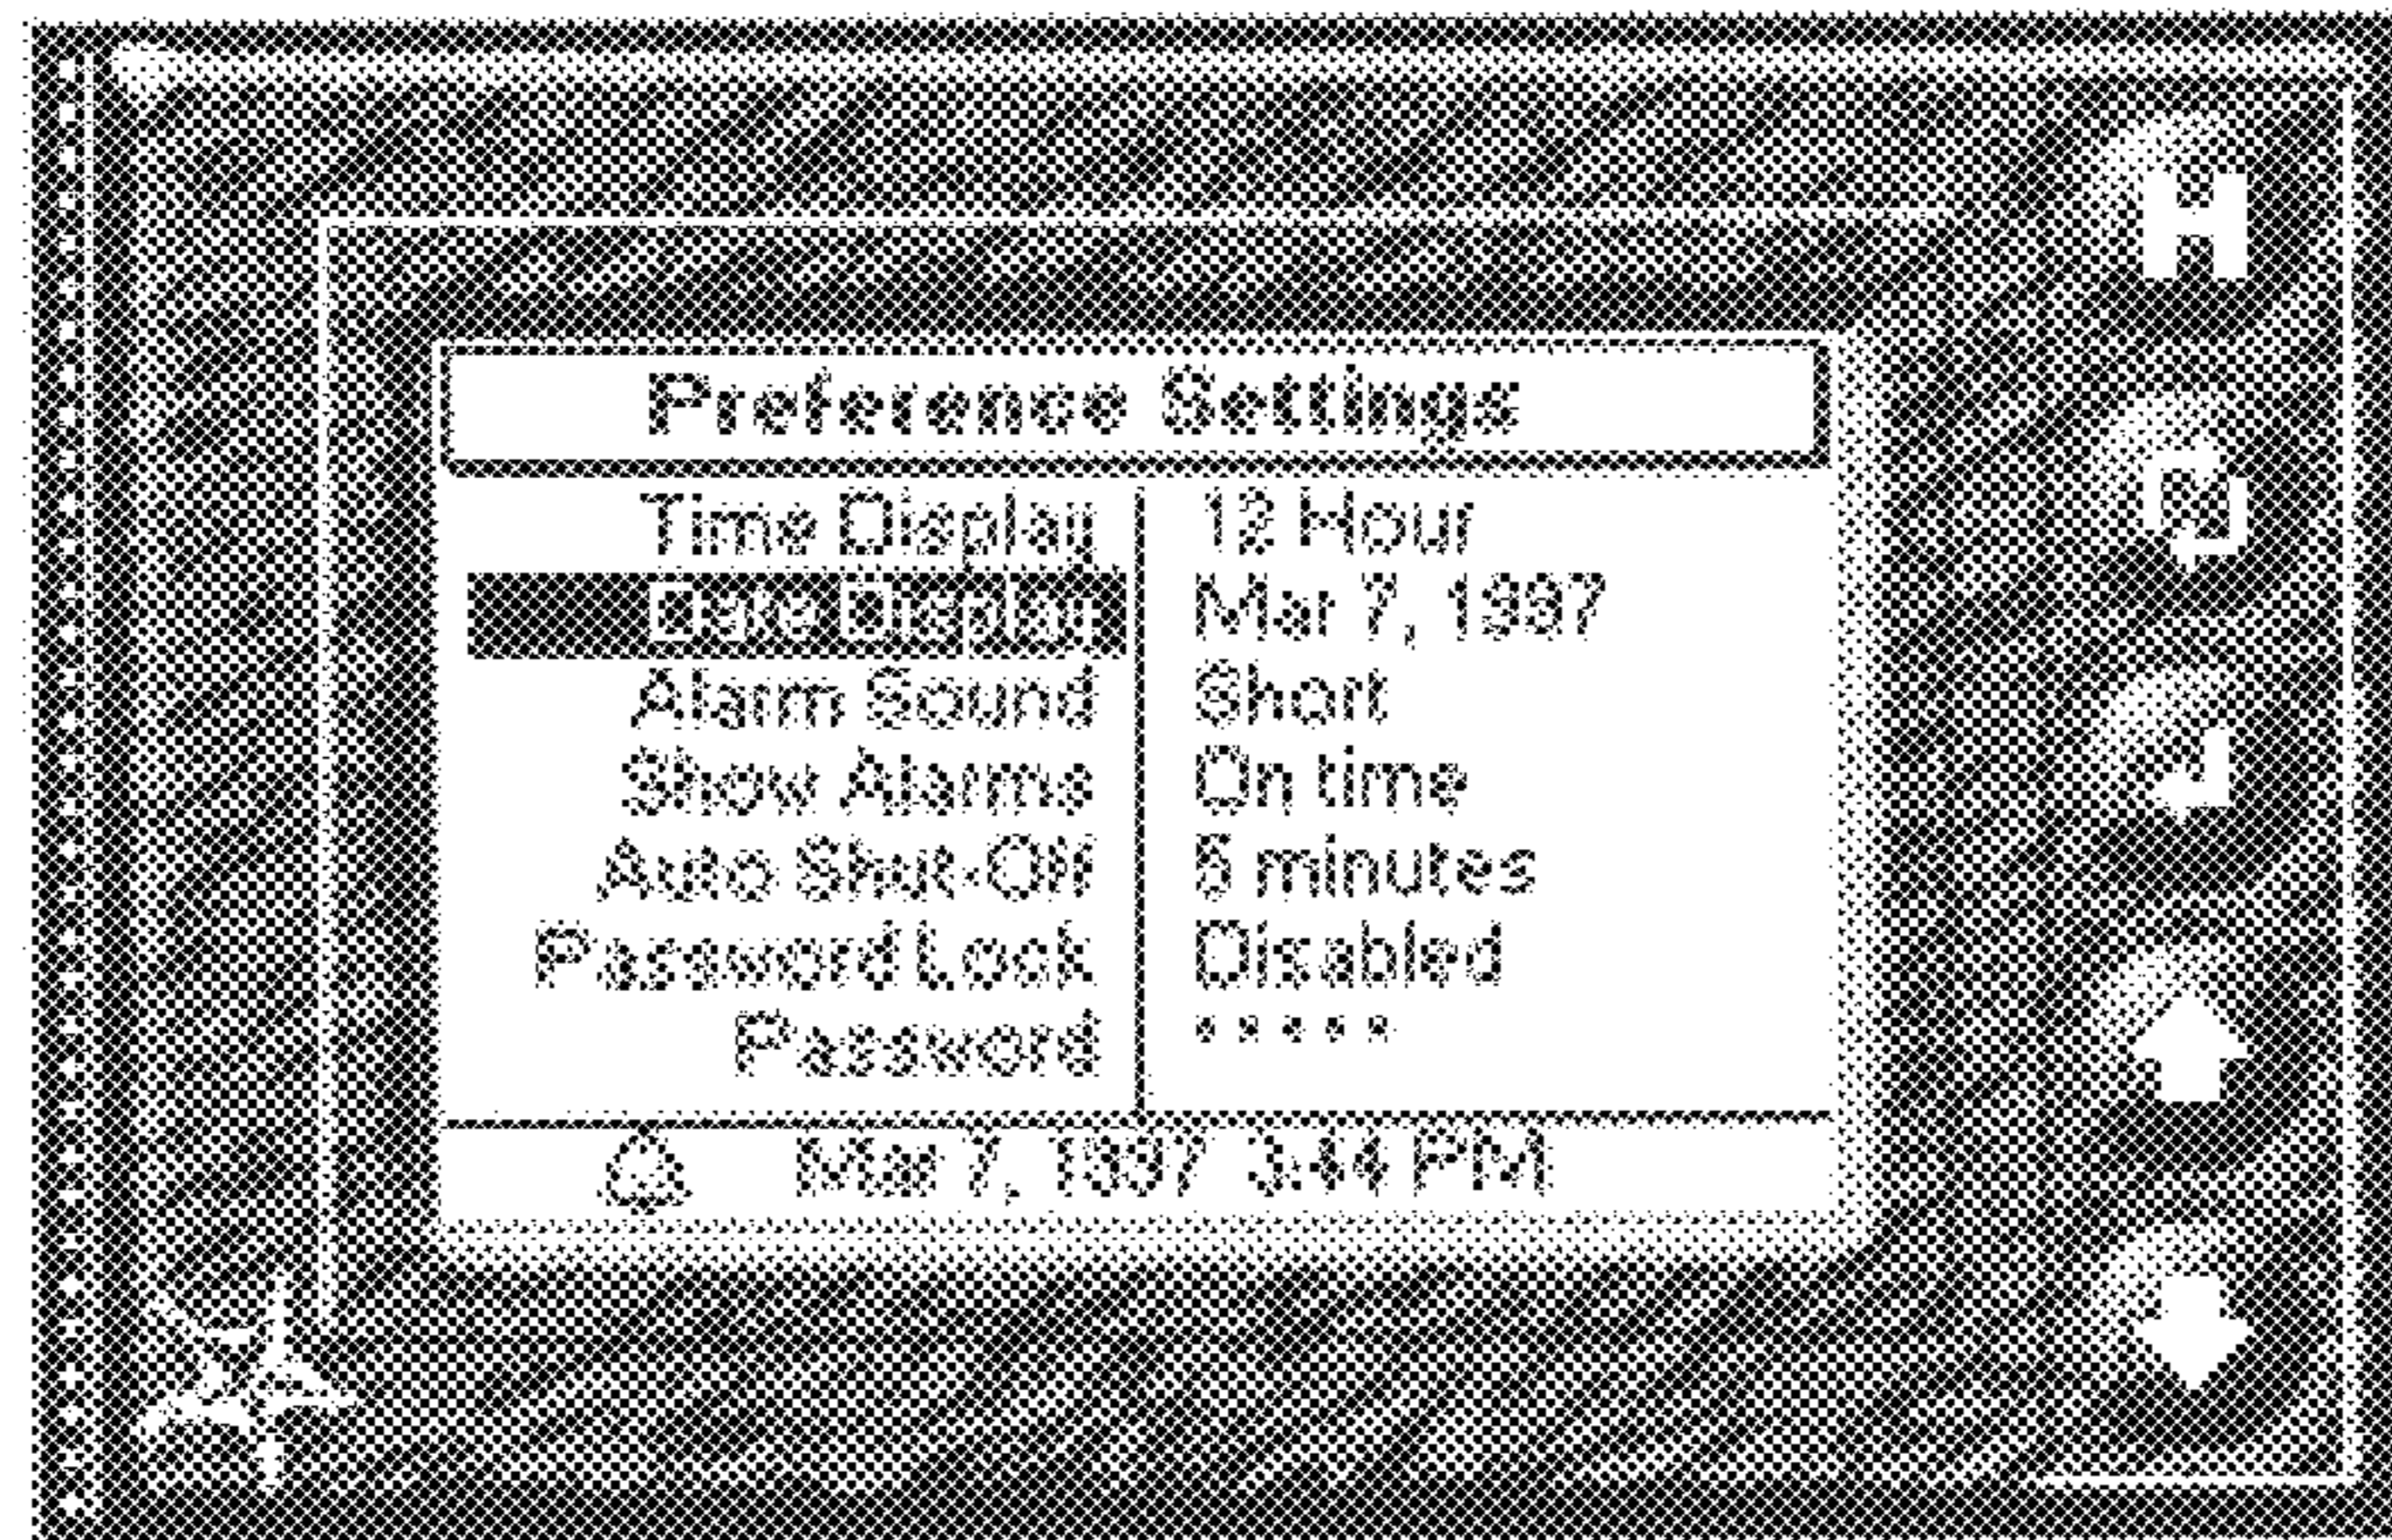 H
Preference Settings
Time Display 12 Hour
Date Display Mar 7, 1997
Alarm Sound Short
Show Alarms On time
Auto Shut-Off 5 minutes
Password Lock Disabled
Password *****
Mar 7, 1997 3:44 PM